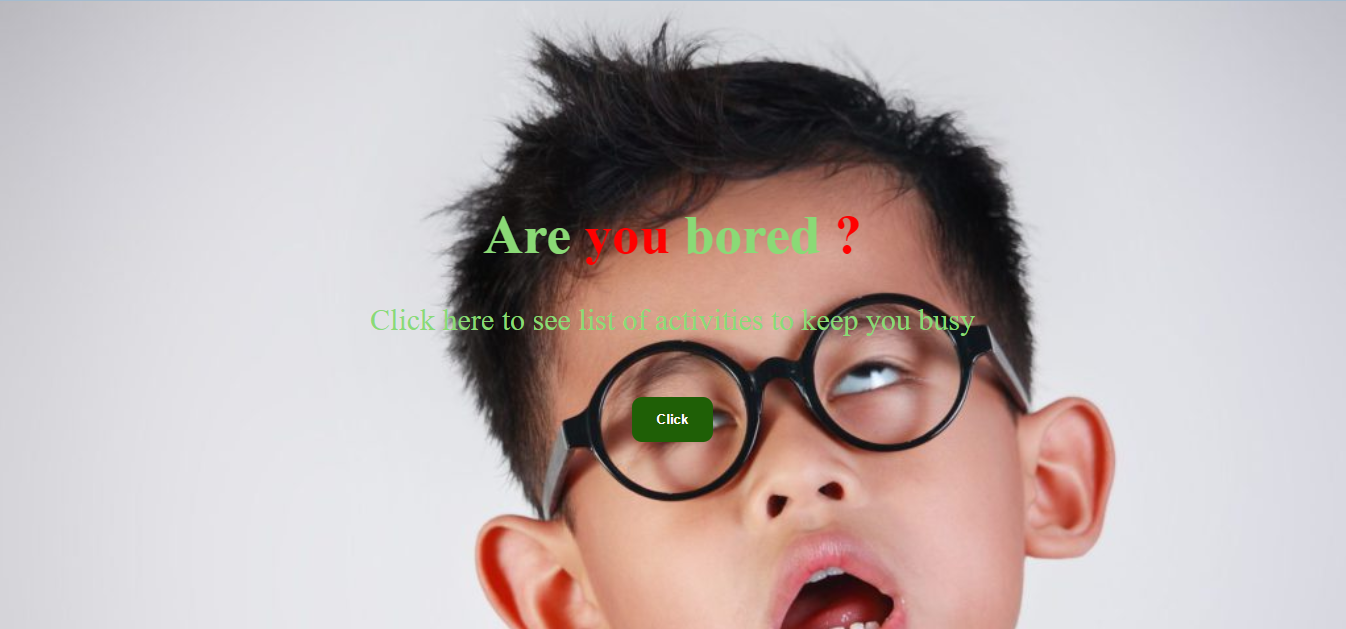 Are you bored ?
Click here to see list of activities to keep you busy
Click